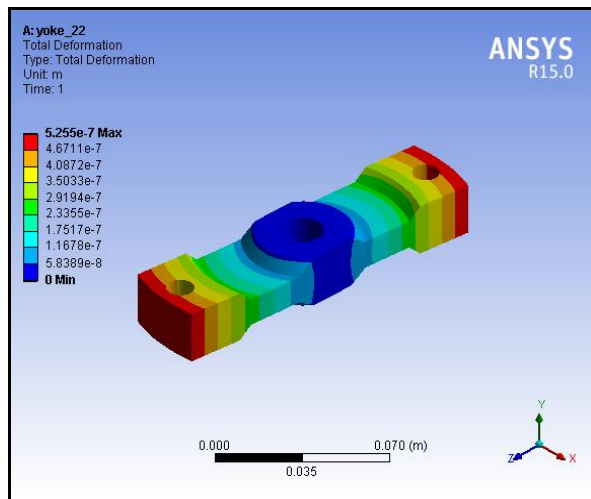 A: yoke_22
Total Deformation
Type: Total Deformation
Unit: m
Time: 1
ANSYS
R15.0
5.255e-7 Max
4.6711e-7
4.0872e-7
3.5033e-7
2.9194e-7
2.3355e-7
1.7517e-7
1.1678e-7
5.8389e-8
0 Min
0.000
0.070 (m)
0.035
Y
Z
X